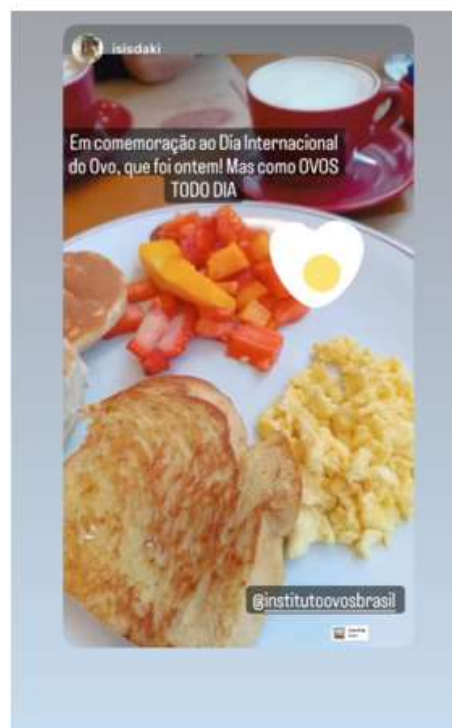 isisdaki
Em comemoração ao Dia Internacional
do Ovo, que foi ontem! Mas como OVOS
TODO DIA
@institutoovosbrasil